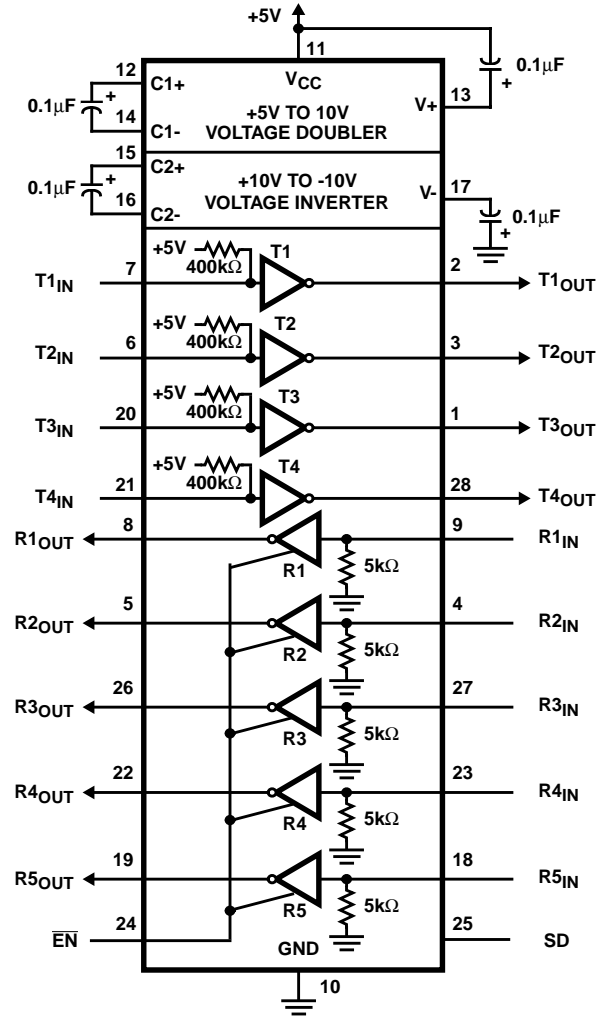 +5V
11
12
C1+
VCC
0.1μF
+
13
V+
+
0.1μF
+5V TO 10V
VOLTAGE DOUBLER
14
C1-
15
C2+
0.1μF
+
+10V TO -10V
VOLTAGE INVERTER
V-
17
16
C2-
0.1μF
+
+5V
400kΩ
T1
T1IN
7
2
T1OUT
+5V
400kΩ
T2
T2IN
6
3
T2OUT
+5V
400kΩ
T3
T3IN
20
1
T3OUT
+5V
400kΩ
T4
T4IN
21
28
T4OUT
R1OUT
8
9
R1IN
R1
5kΩ
R2OUT
5
4
R2IN
R2
5kΩ
R3OUT
26
27
R3IN
R3
5kΩ
R4OUT
22
23
R4IN
R4
5kΩ
R5OUT
19
18
R5IN
R5
5kΩ
EN
24
GND
25
SD
10